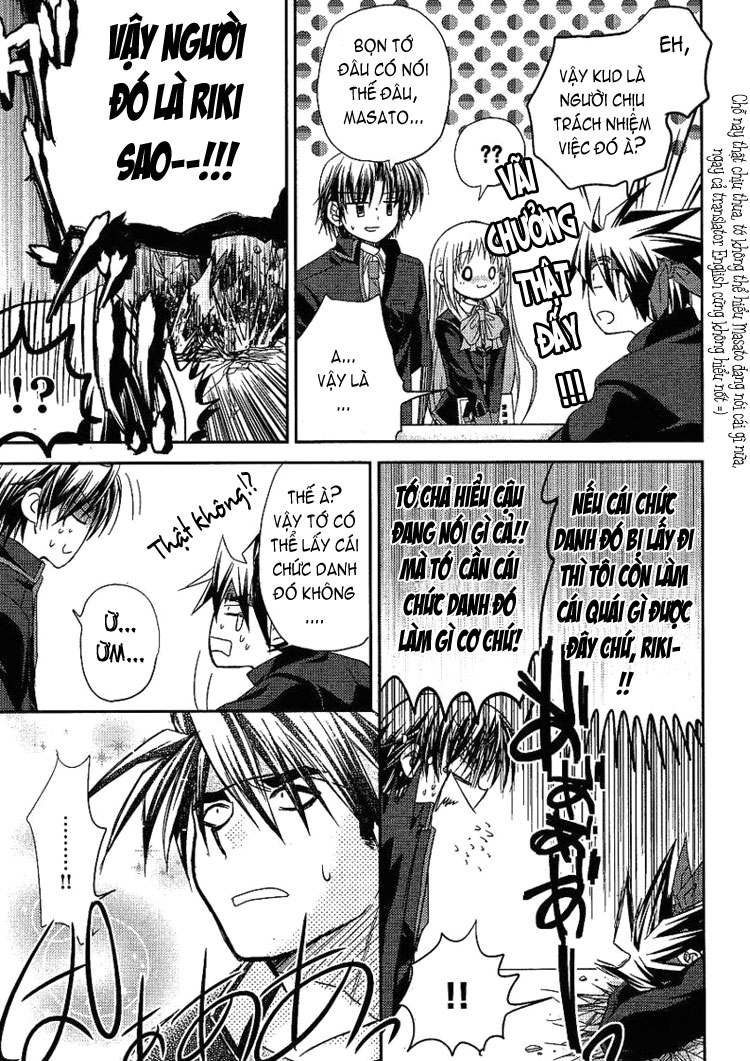 EH,
VẬY KUD LÀ
NGƯỜI CHỊU
TRÁCH NHIỆM
VIỆC ĐÓ À?
BỌN TỚ
ĐÂU CÓ NÓI
THẾ ĐÂU,
MASATO...
??
VÃI
CHƯỞNG
THẬT
ĐẤY
!!!
A...
VẬY LÀ
...
VẬY NGƯỜI
ĐÓ LÀ RIKI
SAO--!!!
!?
Chỗ này thật chịu thua, tớ không thể hiểu Masato đang nói cái gì nữa,
ngay cả translator English cũng không hiểu nốt =)
NẾU CÁI CHỨC
DANH ĐÓ BỊ LẤY ĐI
THÌ TÔI CÒN LÀM
CÁI QUÁI GÌ ĐƯỢC
ĐÂY CHỨ, RIKI-
!!
TỚ CHẢ HIỂU CẬU
ĐANG NÓI GÌ CẢ!!
MÀ TỚ CẦN CÁI
CHỨC DANH ĐÓ
LÀM GÌ CƠ CHỨ!
!!
THẾ À?
VẬY TỚ CÓ
THỂ LẤY CÁI
CHỨC DANH
ĐÓ KHÔNG
....
Thật không!?
Ừ...
ỪM...
......
!!
ぱあぁあぁ